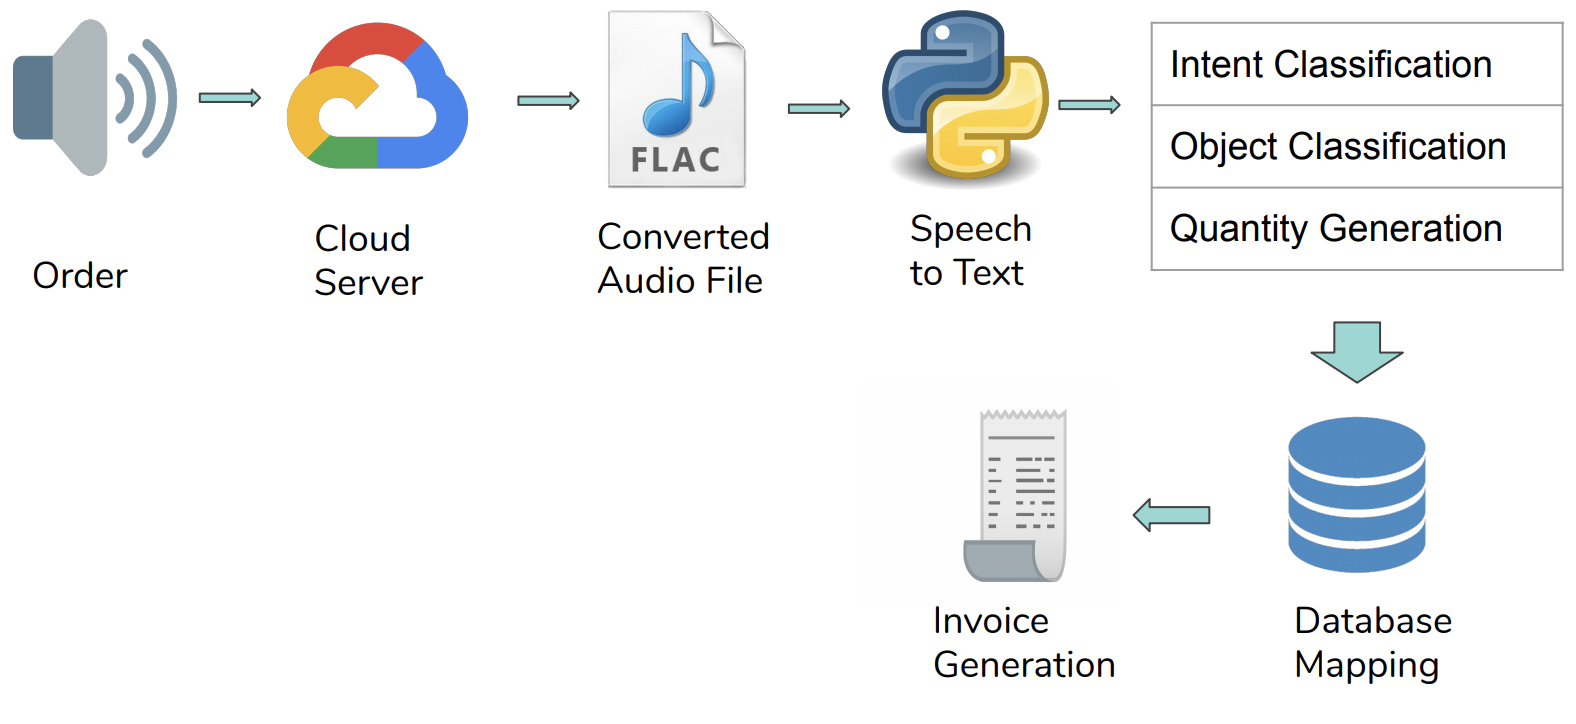 Order
Cloud
Server
FLAC
Converted
Audio File
Speech
to Text
Intent Classification
Object Classification
Quantity Generation
Invoice
Generation
Database
Mapping